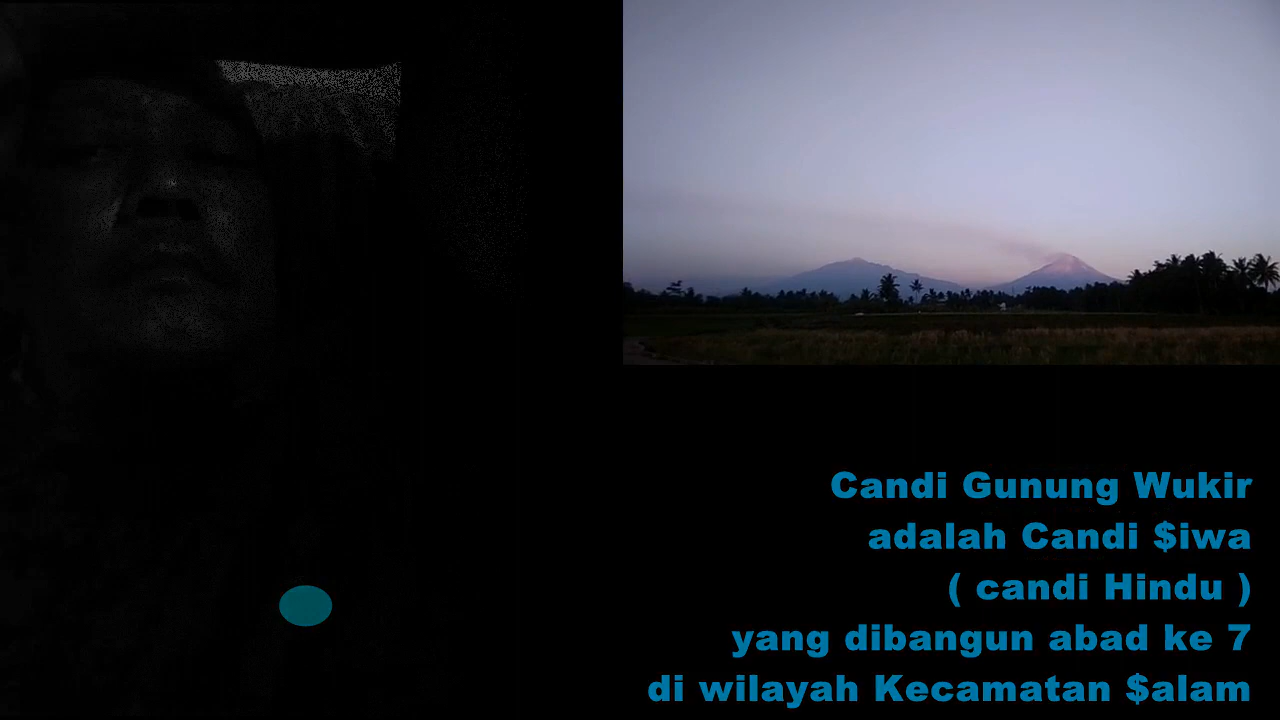 Candi Gunung Wukir
adalah Candi $iwa
( candi Hindu )
yang dibangun abad ke 7
di wilayah Kecamatan $alam